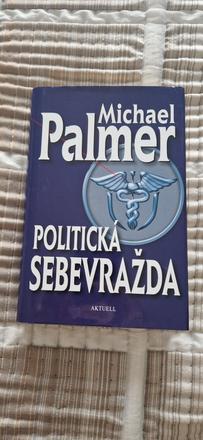 Michael
Palmer
POLITICKÁ
SEBEVRAŽDA
AKTUELL